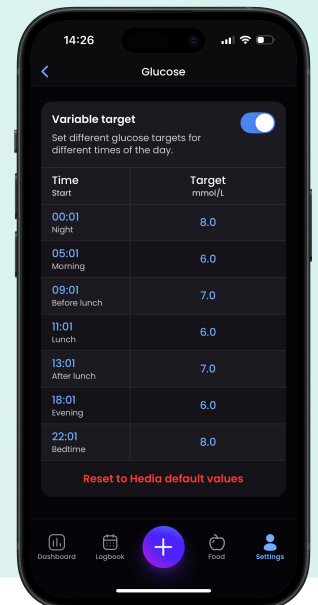 14:26
Glucose
Variable target
Set different glucose targets for
different times of the day.
Time Target
Start mmol/L
00:01 8.0
Night
05:01 6.0
Morning
09:01 7.0
Before lunch
11:01 6.0
Lunch
13:01 7.0
After lunch
18:01 6.0
Evening
22:01 8.0
Bedtime
Reset to Hedia default values
Dashboard Logbook Food Settings